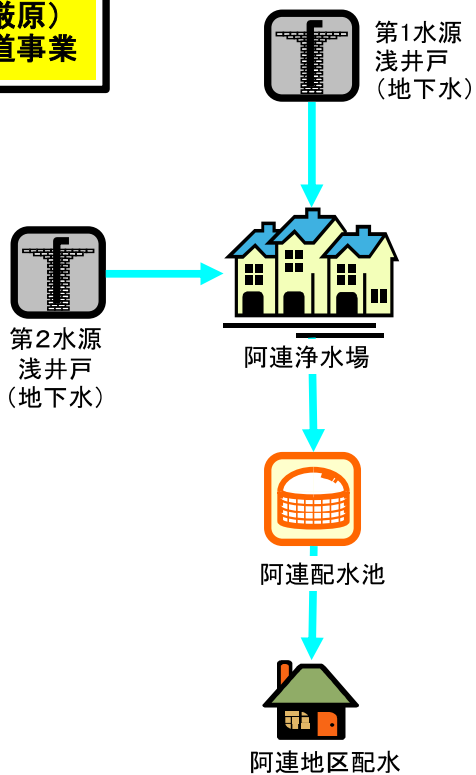 厳原)
道事業
第1水源
浅井戸
(地下水)
第2水源
浅井戸
(地下水)
阿連浄水場
阿連配水池
阿連地区配水